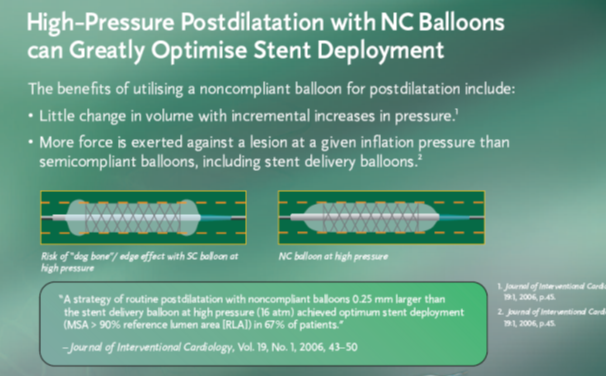 High-Pressure Postdilatation with NC Balloons
can Greatly Optimise Stent Deployment
The benefits of utilising a noncompliant balloon for postdilatation include:
• Little change in volume with incremental increases in pressure.¹
• More force is exerted against a lesion at a given inflation pressure than
semicompliant balloons, including stent delivery balloons.²
Risk of "dog bone"/ edge effect with SC balloon at
high pressure
NC balloon at high pressure
"A strategy of routine postdilatation with noncompliant balloons 0.25 mm larger than
the stent delivery balloon at high pressure (16 atm) achieved optimum stent deployment
(MSA > 90% reference lumen area [RLA]) in 67% of patients."
–Journal of Interventional Cardiology, Vol. 19, No. 1, 2006, 43–50
1. Journal of Interventional Cardi
19:1, 2006, p.45.
2. Journal of Interventional Cardi
19:1, 2006, p.45.